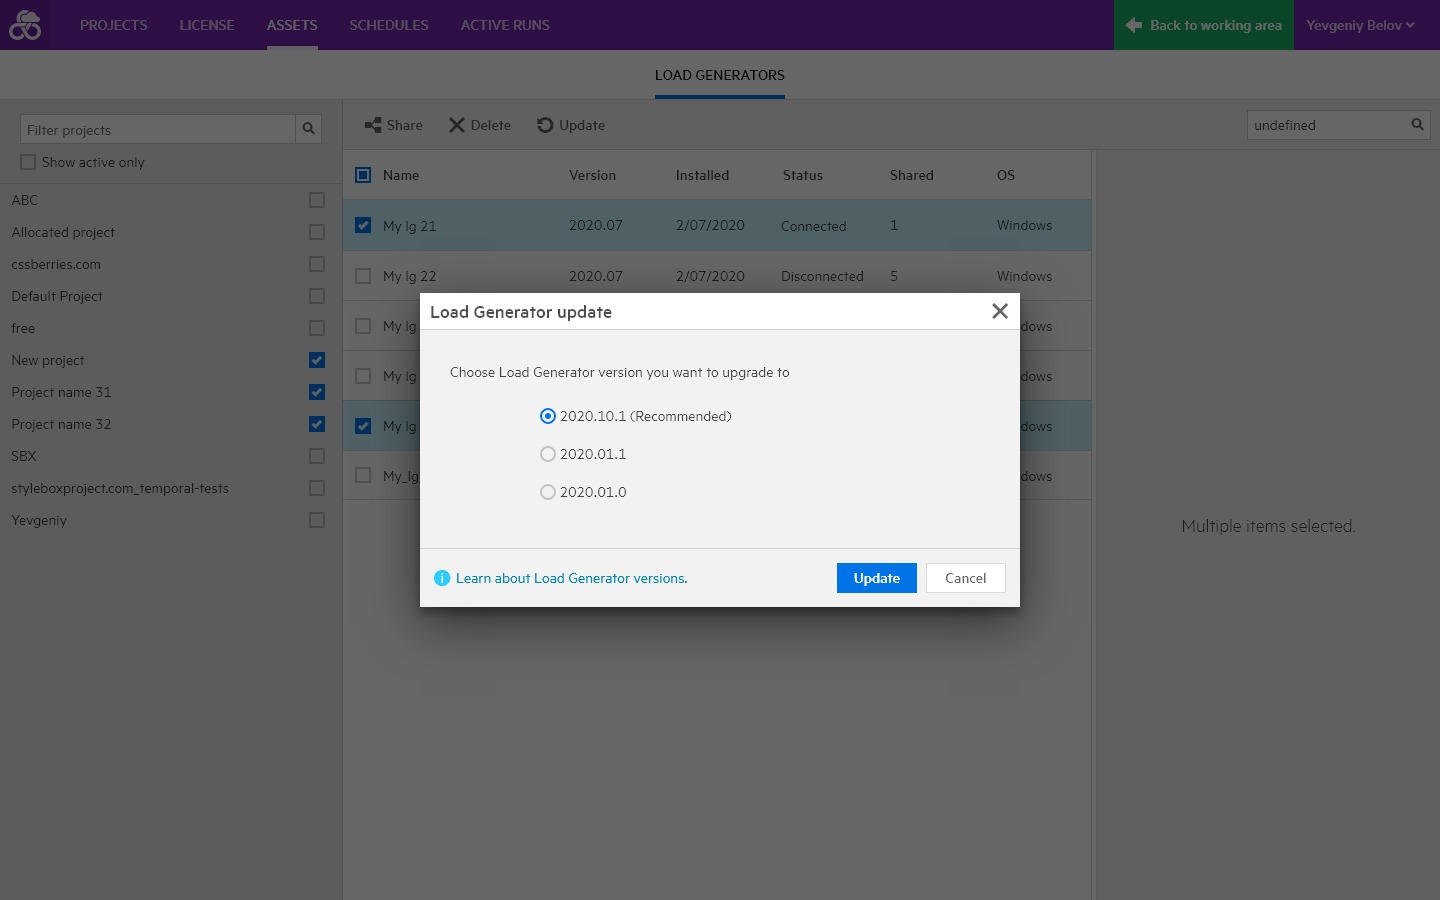 PROJECTS LICENSE ASSETS SCHEDULES ACTIVE RUNS Back to working area Yevgeniy Belov
LOAD GENERATORS
Filter projects
Show active only
ABC
Allocated project
cssberries.com
Default Project
free
New project
Project name 31
Project name 32
SBX
styleboxproject.com_temporal-tests
Yevgeniy
Share Delete Update undefined
Name Version Installed Status Shared OS
My lg 21 2020.07 2/07/2020 Connected 1 Windows
My lg 22 2020.07 2/07/2020 Disconnected 5 Windows
My lg dows
My lg dows
My lg dows
My_lg dows
Multiple items selected.
Load Generator update
Choose Load Generator version you want to upgrade to
2020.10.1 (Recommended)
2020.01.1
2020.01.0
Learn about Load Generator versions.
Update Cancel